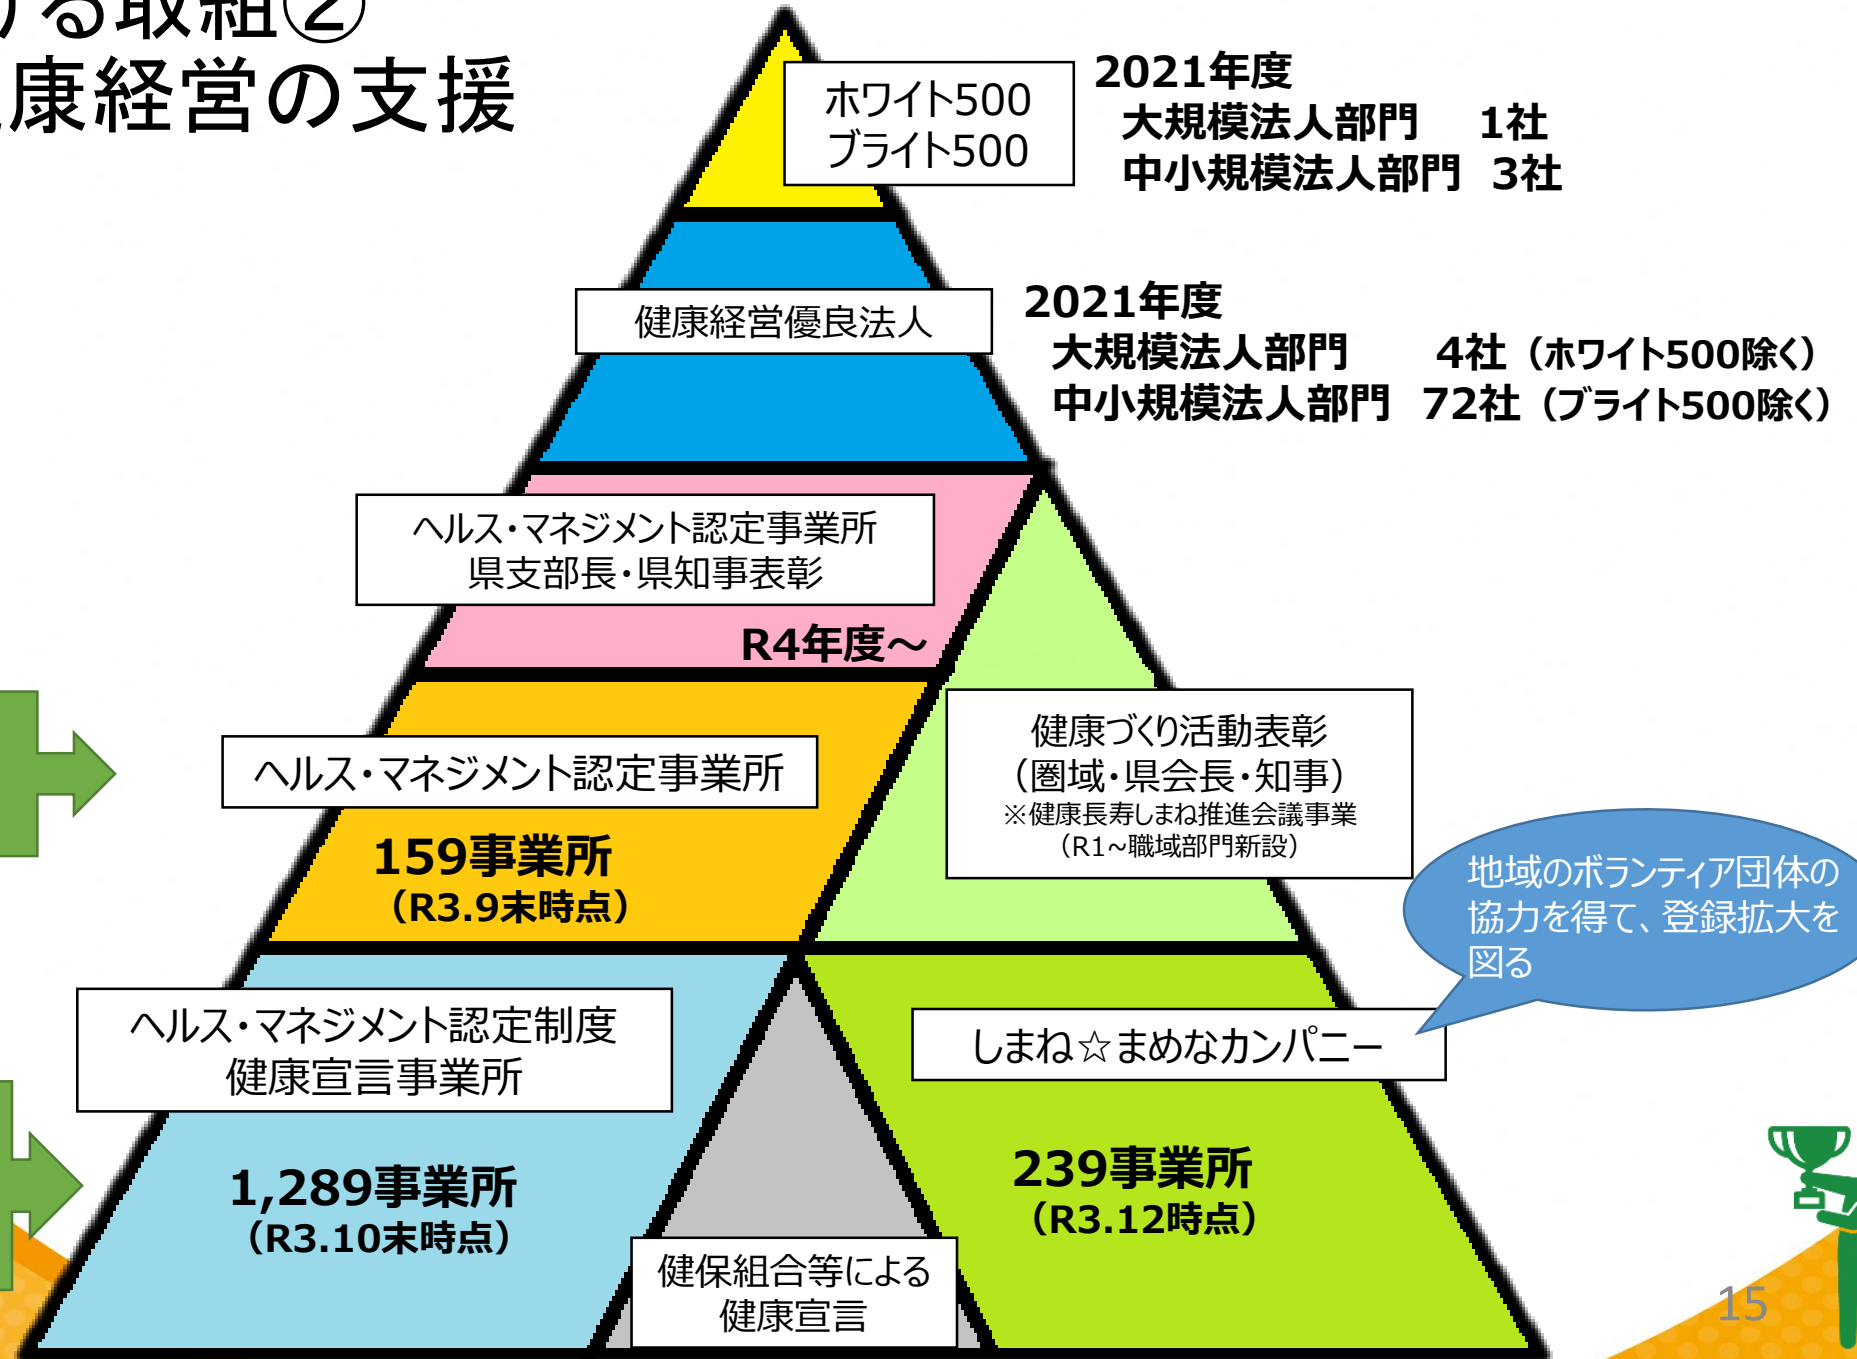 ける取組②
康経営の支援
ホワイト500
ブライト500
2021年度
大規模法人部門 1社
中小規模法人部門 3社
健康経営優良法人
2021年度
大規模法人部門 4社（ホワイト500除く）
中小規模法人部門 72社（ブライト500除く）
ヘルス・マネジメント認定事業所
県支部長・県知事表彰
R4年度～
ヘルス・マネジメント認定事業所
159事業所
（R3.9末時点）
健康づくり活動表彰
（圏域・県会長・知事）
※健康長寿しまね推進会議事業
（R1~職域部門新設）
地域のボランティア団体の
協力を得て、登録拡大を
図る
ヘルス・マネジメント認定制度
健康宣言事業所
1,289事業所
（R3.10末時点）
しまね☆まめなカンパニー
239事業所
（R3.12時点）
健保組合等による
健康宣言
15